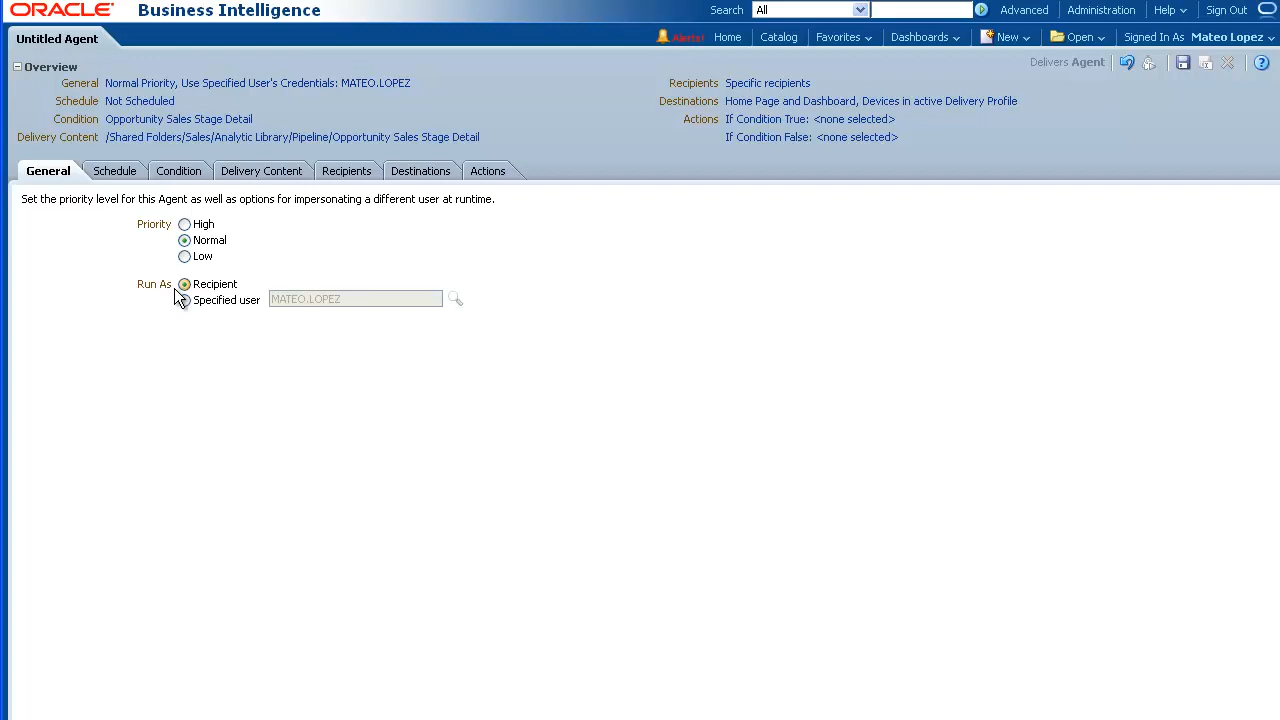 ORACLE Business Intelligence
Search All Advanced Administration Help Sign Out
Untitled Agent
Alerts! Home Catalog Favorites Dashboards New Open Signed In As Mateo Lopez
Overview
Delivers Agent
General Normal Priority, Use Specified User's Credentials: MATEO.LOPEZ
Schedule Not Scheduled
Condition Opportunity Sales Stage Detail
Delivery Content /Shared Folders/Sales/Analytic Library/Pipeline/Opportunity Sales Stage Detail
Recipients Specific recipients
Destinations Home Page and Dashboard, Devices in active Delivery Profile
Actions If Condition True: <none selected>
If Condition False: <none selected>
General Schedule Condition Delivery Content Recipients Destinations Actions
Set the priority level for this Agent as well as options for impersonating a different user at runtime.
Priority High
Normal
Low
Run As Recipient
Specified user MATEO.LOPEZ